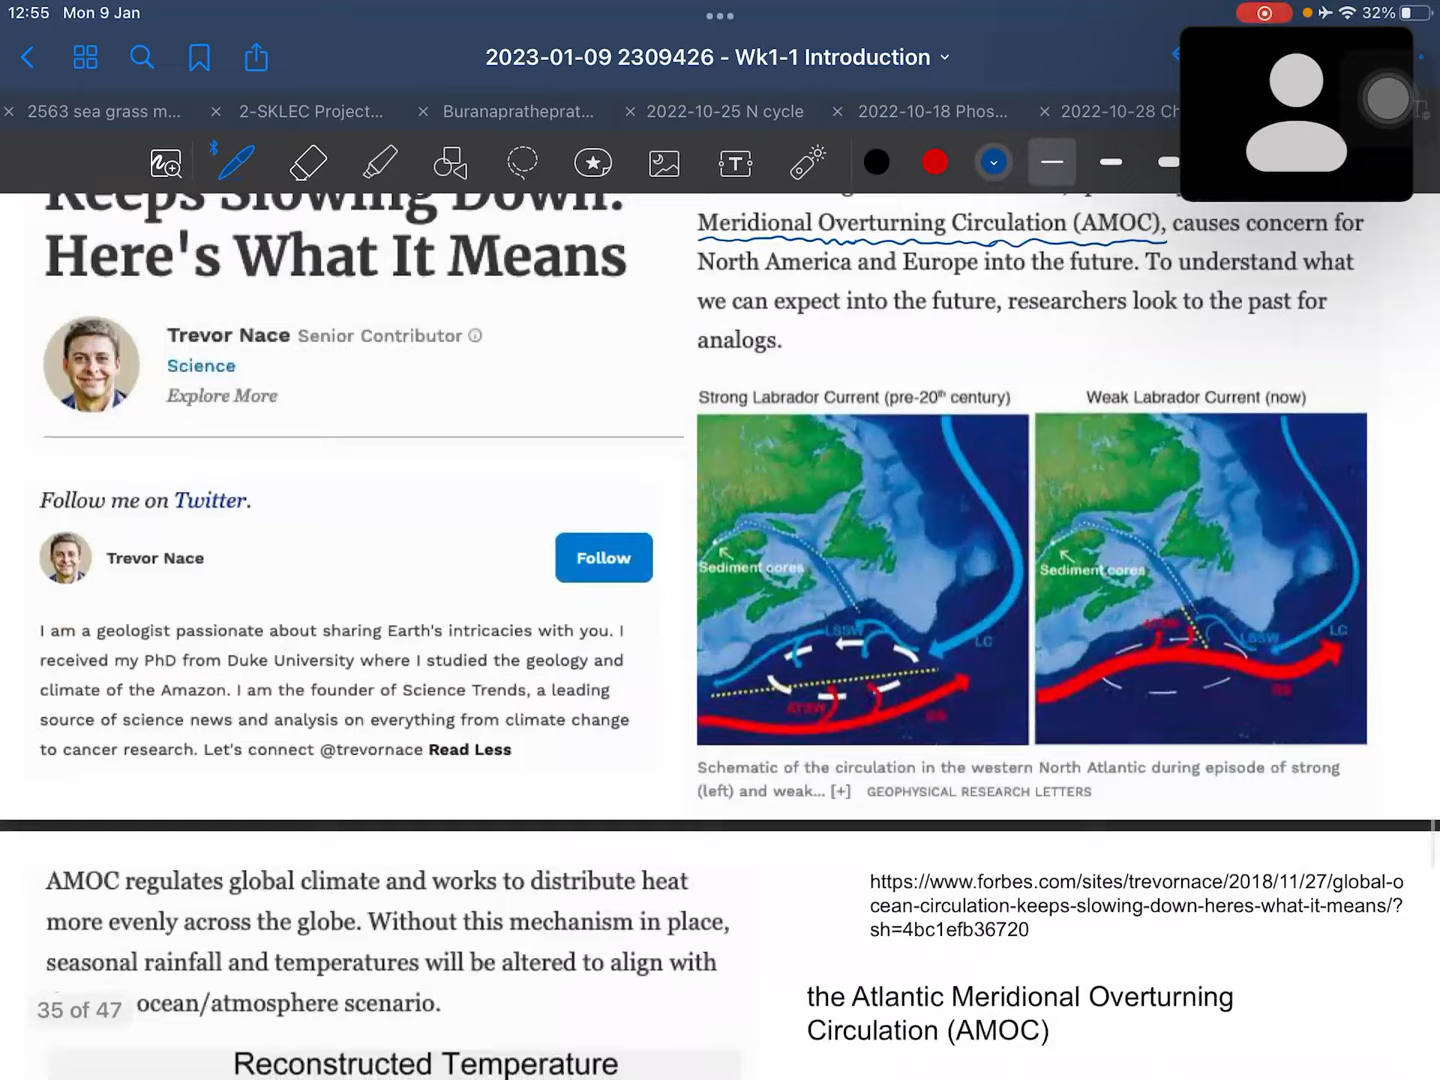 12:55 Mon 9 Jan
32%
2023-01-09 2309426 - Wk1-1 Introduction
2563 sea grass m...
2-SKLEC Project...
Buranapratheprat...
2022-10-25 N cycle
2022-10-18 Phos...
2022-10-28 Ch
Keeps Slowing Down.
Here's What It Means
Trevor Nace Senior Contributor
Science
Explore More
Follow me on Twitter.
Trevor Nace
Follow
I am a geologist passionate about sharing Earth's intricacies with you. I
received my PhD from Duke University where I studied the geology and
climate of the Amazon. I am the founder of Science Trends, a leading
source of science news and analysis on everything from climate change
to cancer research. Let's connect @trevornace Read Less
Meridional Overturning Circulation (AMOC), causes concern for
North America and Europe into the future. To understand what
we can expect into the future, researchers look to the past for
analogs.
Strong Labrador Current (pre-20th century)
Weak Labrador Current (now)
Sediment cores
LSSW
LC
ATSW
GS
Sediment cores
LSSW
LC
GS
Schematic of the circulation in the western North Atlantic during episode of strong
(left) and weak... [+] GEOPHYSICAL RESEARCH LETTERS
AMOC regulates global climate and works to distribute heat
more evenly across the globe. Without this mechanism in place,
seasonal rainfall and temperatures will be altered to align with
ocean/atmosphere scenario.
35 of 47
Reconstructed Temperature
https://www.forbes.com/sites/trevornace/2018/11/27/global-o
cean-circulation-keeps-slowing-down-heres-what-it-means/?
sh=4bc1efb36720
the Atlantic Meridional Overturning
Circulation (AMOC)